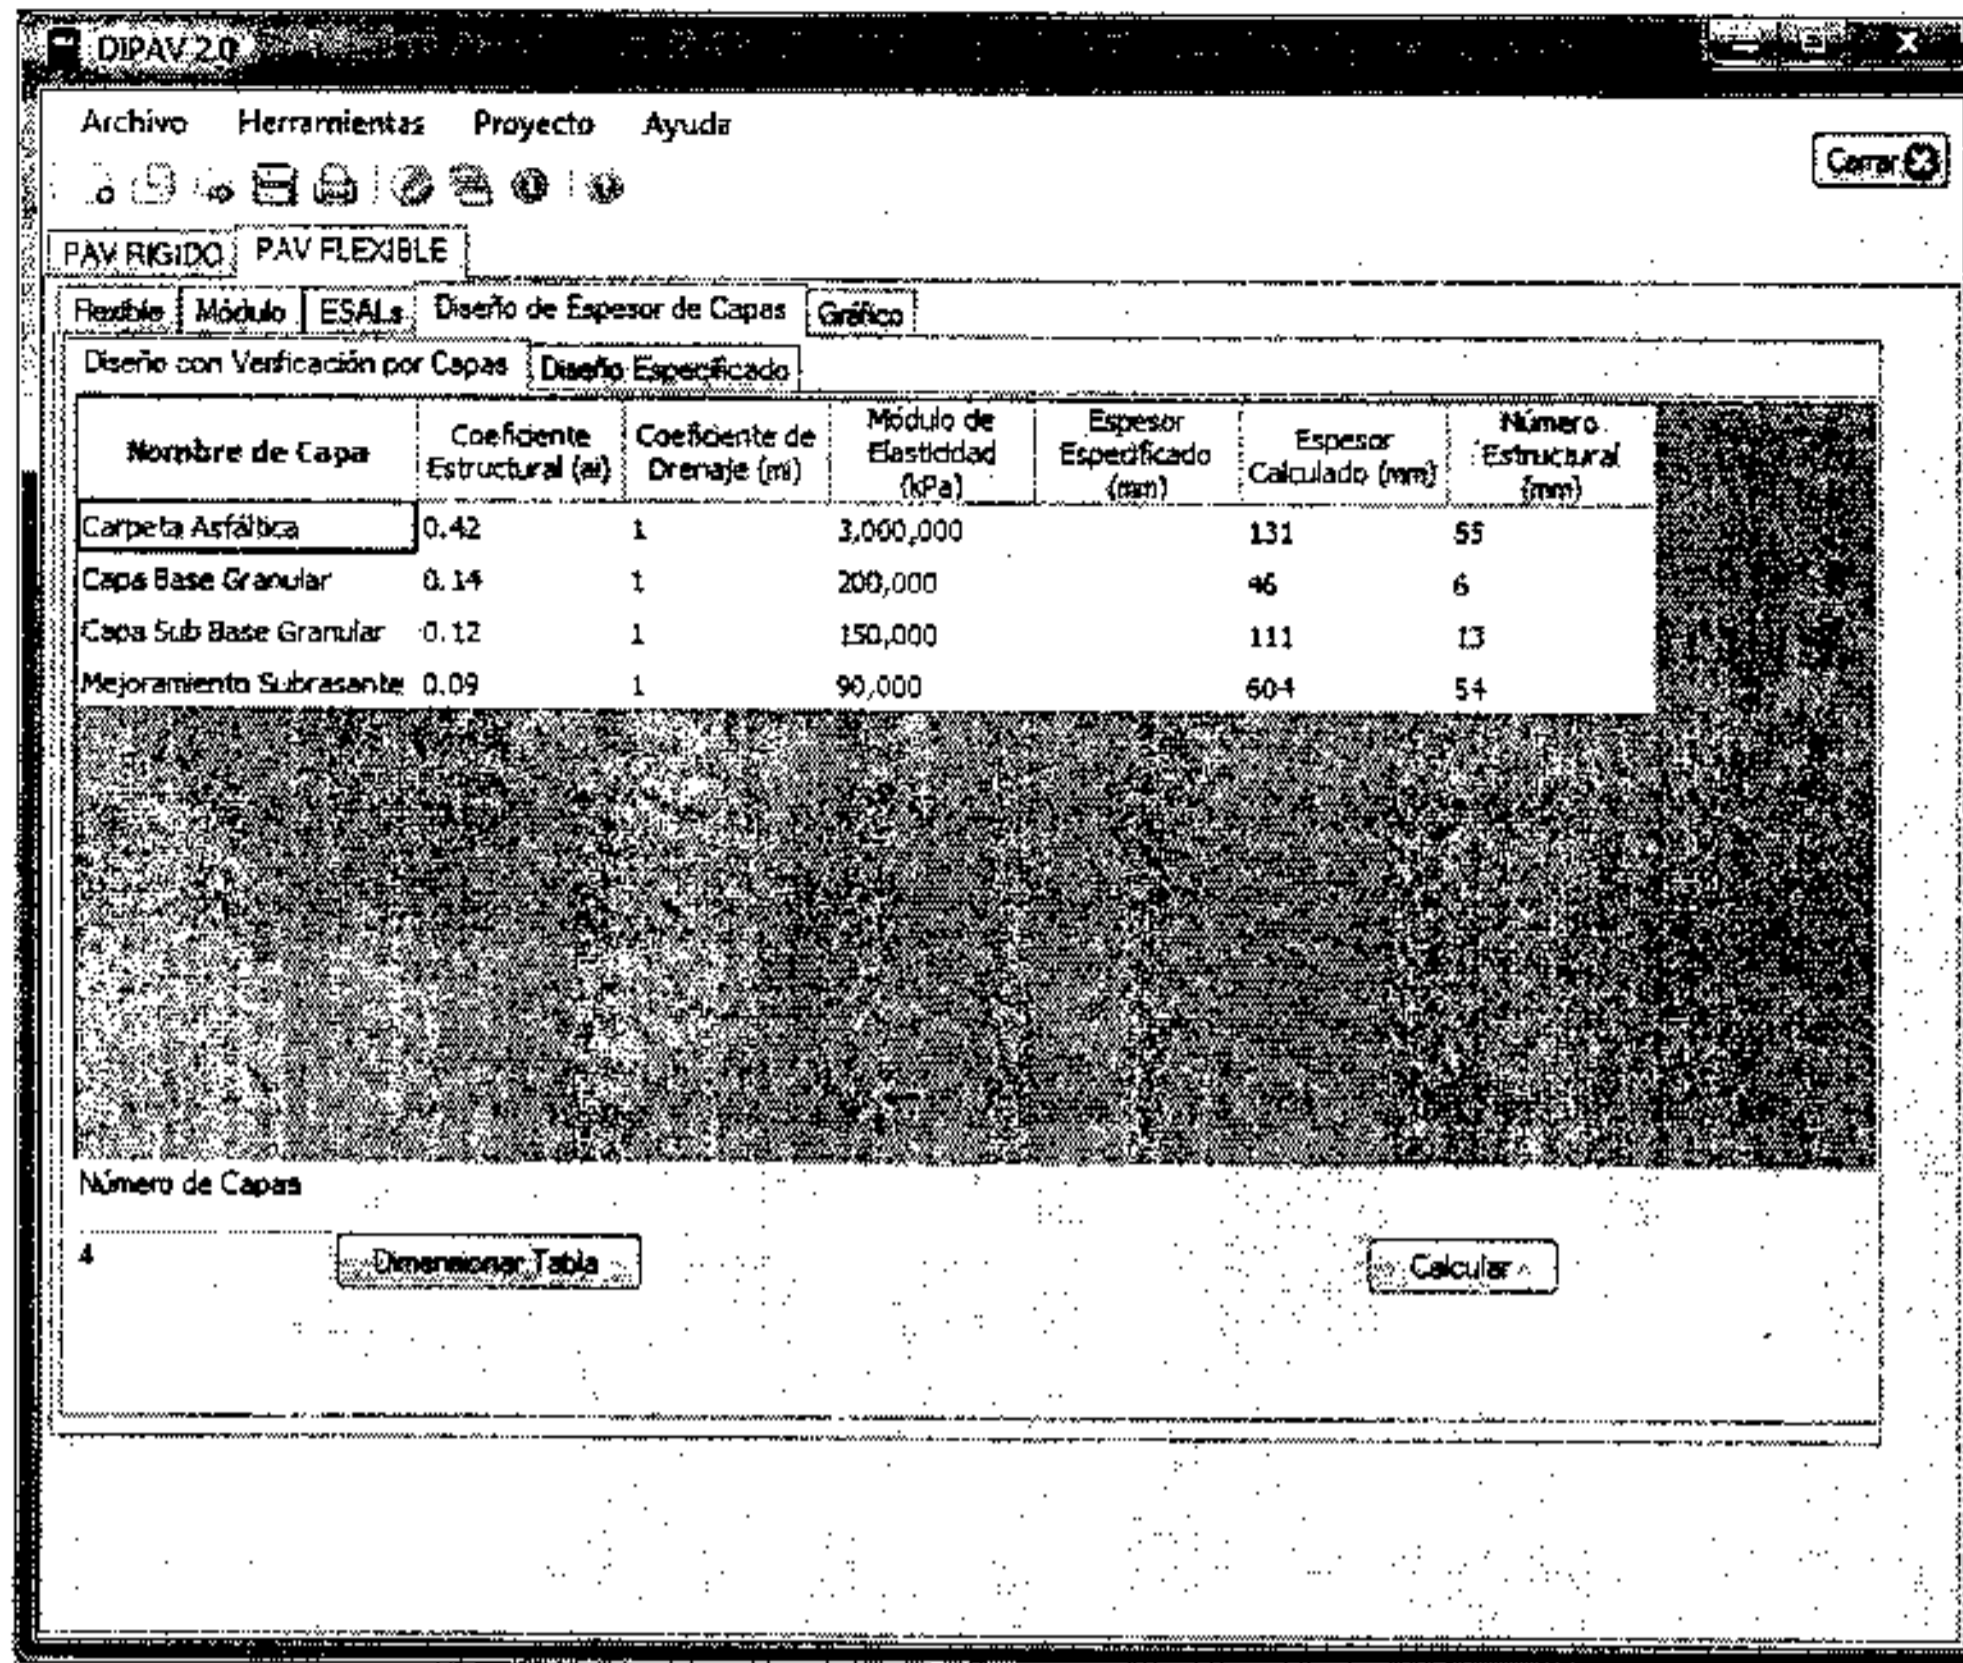 DIPAV 2.0
Archivo Herramientas Proyecto Ayuda
Cerrar
PAV RIGIDO PAV FLEXIBLE
Flexible Módulo ESALs Diseño de Espesor de Capas Gráfico
Diseño con Verificación por Capas Diseño Especificado
Nombre de Capa Coeficiente Estructural (ai) Coeficiente de Drenaje (mi) Módulo de Elasticidad (kPa) Espesor Especificado (mm) Espesor Calculado (mm) Número Estructural (mm)
Carpeta Asfáltica 0.42 1 3,000,000 131 55
Capa Base Granular 0.14 1 200,000 46 6
Capa Sub Base Granular 0.12 1 150,000 111 13
Mejoramiento Subrasante 0.09 1 90,000 604 54
Número de Capas
4 Dimensionar Tabla Calcular